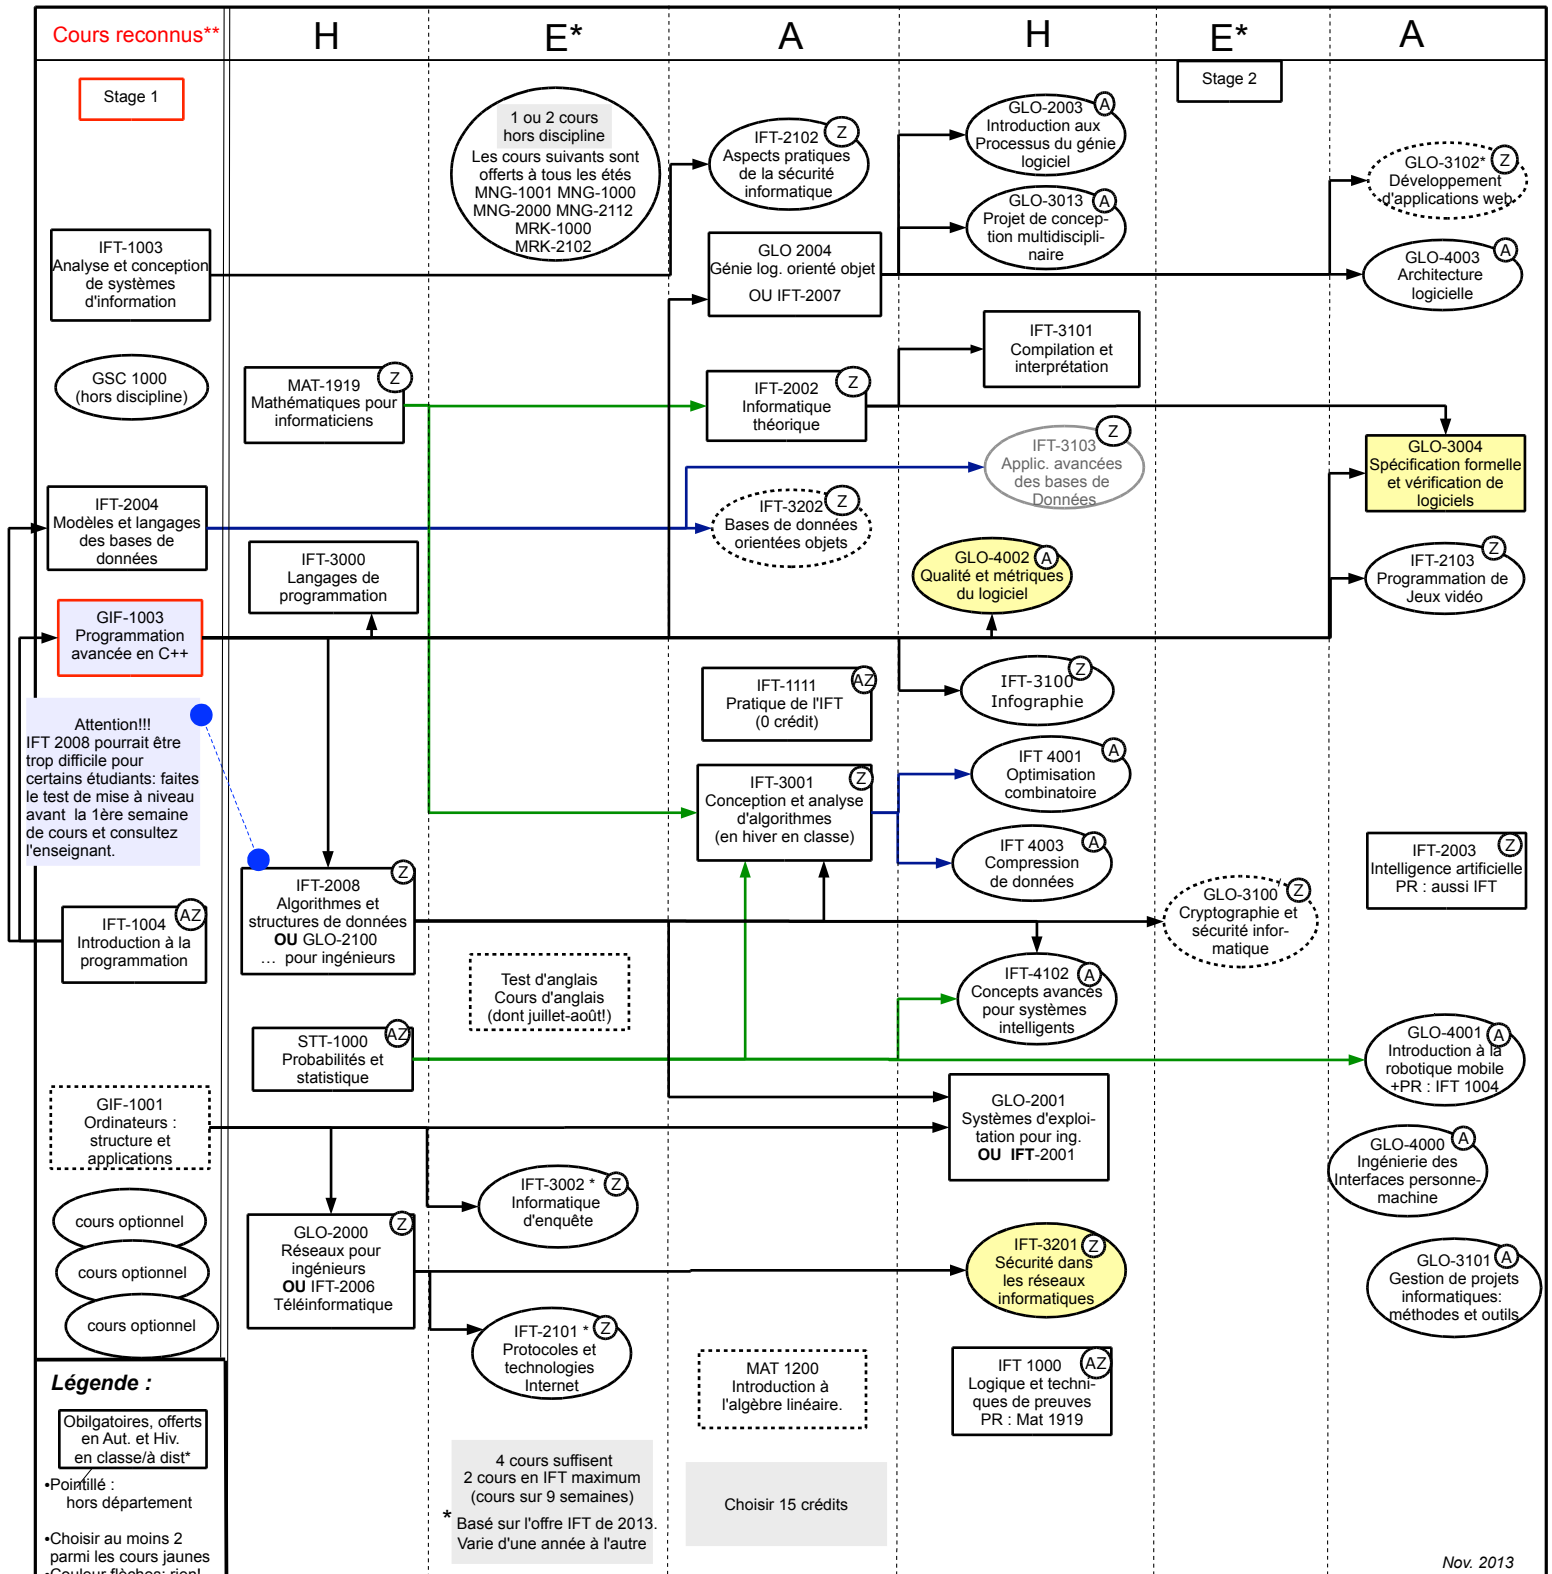 Cours reconnus**
H
E*
A
H
E*
A
Stage 1
IFT-1003
Analyse et conception
de systèmes
d'information
GSC 1000
(hors discipline)
IFT-2004
Modèles et langages
des bases de
données
GIF-1003
Programmation
avancée en C++
Attention!!!
IFT 2008 pourrait être
trop difficile pour
certains étudiants: faites
le test de mise à niveau
avant la 1ère semaine
de cours et consultez
l'enseignant.
IFT-1004
AZ
Introduction à la
programmation
GIF-1001
Ordinateurs :
structure et
applications
cours optionnel
cours optionnel
cours optionnel
Légende :
Obilgatoires, offerts
en Aut. et Hiv.
en classe/à dist*
•Pointillé :
hors département
•Choisir au moins 2
parmi les cours jaunes
•Couleur flèches: rien!
MAT-1919
Z
Mathématiques pour
informaticiens
IFT-3000
Langages de
programmation
IFT-2008
Z
Algorithmes et
structures de données
OU GLO-2100
... pour ingénieurs
STT-1000
AZ
Probabilités et
statistique
GLO-2000
Z
Réseaux pour
ingénieurs
OU IFT-2006
Téléinformatique
1 ou 2 cours
hors discipline
Les cours suivants sont
offerts à tous les étés
MNG-1001 MNG-1000
MNG-2000 MNG-2112
MRK-1000
MRK-2102
Test d'anglais
Cours d'anglais
(dont juillet-août!)
IFT-3002 *
Z
Informatique
d'enquête
IFT-2101 *
Z
Protocoles et
technologies
Internet
4 cours suffisent
2 cours en IFT maximum
(cours sur 9 semaines)
* Basé sur l'offre IFT de 2013.
Varie d'une année à l'autre
IFT-2102
Z
Aspects pratiques
de la sécurité
informatique
GLO 2004
Génie log. orienté objet
OU IFT-2007
IFT-2002
Z
Informatique
théorique
IFT-3202
Z
Bases de données
orientées objets
IFT-1111
AZ
Pratique de l'IFT
(0 crédit)
IFT-3001
Z
Conception et analyse
d'algorithmes
(en hiver en classe)
MAT 1200
Introduction à
l'algèbre linéaire.
Choisir 15 crédits
GLO-2003
A
Introduction aux
Processus du génie
logiciel
GLO-3013
A
Projet de concep-
tion multidiscipli-
naire
IFT-3101
Compilation et
interprétation
IFT-3103
Z
Applic. avancées
des bases de
Données
GLO-4002
A
Qualité et métriques
du logiciel
IFT-3100
Z
Infographie
IFT 4001
A
Optimisation
combinatoire
IFT 4003
A
Compression
de données
IFT-4102
A
Concepts avancés
pour systèmes
intelligents
GLO-2001
Systèmes d'exploi-
tation pour ing.
OU IFT-2001
IFT-3201
Z
Sécurité dans
les réseaux
informatiques
IFT 1000
AZ
Logique et techni-
ques de preuves
PR : Mat 1919
Stage 2
GLO-3100
Z
Cryptographie et
sécurité infor-
matique
GLO-3102*
Z
Développement
d'applications web
GLO-4003
A
Architecture
logicielle
GLO-3004
Spécification formelle
et vérification de
logiciels
IFT-2103
Z
Programmation de
Jeux vidéo
IFT-2003
Z
Intelligence artificielle
PR : aussi IFT
GLO-4001
A
Introduction à la
robotique mobile
+PR : IFT 1004
GLO-4000
A
Ingénierie des
Interfaces personne-
machine
GLO-3101
A
Gestion de projets
informatiques:
méthodes et outils
Nov. 2013